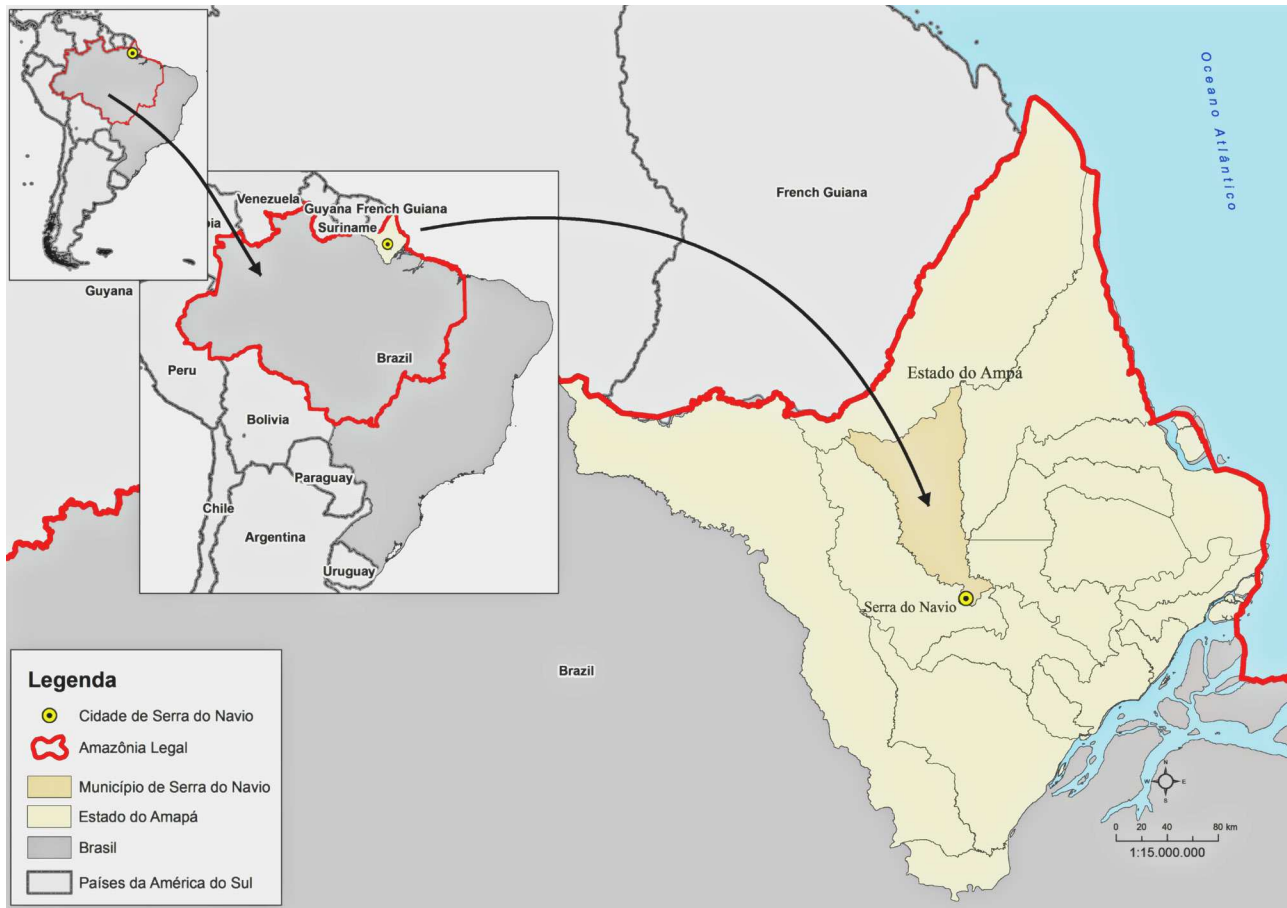 Oceano Atlântico
French Guiana
Venezuela
Guyana French Guiana
Suriname
bia
Guyana
Peru
Brazil
Bolivia
Paraguay
Chile
Argentina
Uruguay
Estado do Ampá
Serra do Navio
Brazil
Legenda
Cidade de Serra do Navio
Amazônia Legal
Município de Serra do Navio
Estado do Amapá
Brasil
Países da América do Sul
N
W E
S
0 20 40 80 km
1:15.000.000